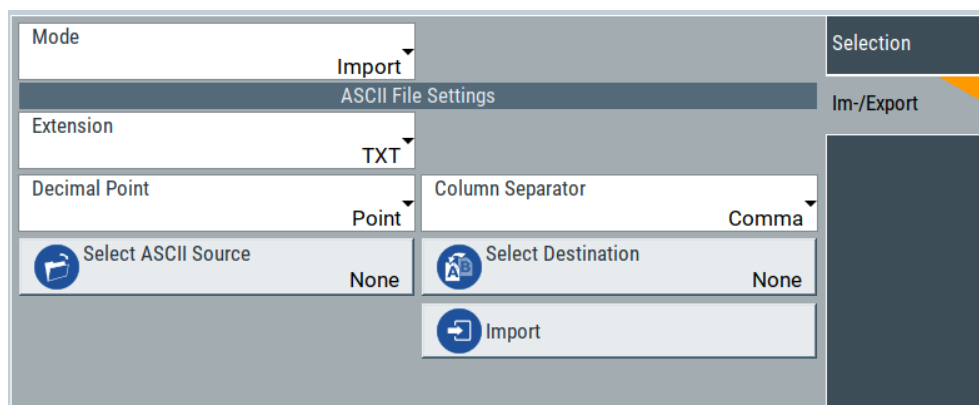 Mode
Import
ASCII File Settings
Extension
TXT
Decimal Point
Point
Column Separator
Comma
Select ASCII Source
None
Select Destination
None
Import
Selection
Im-/Export